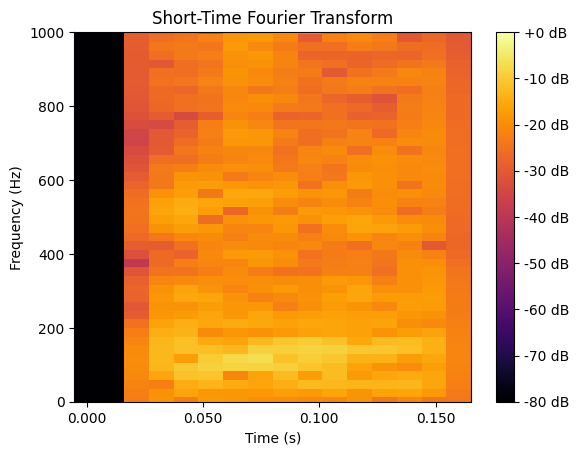 Short-Time Fourier Transform
1000
800
600
400
200
0
Frequency (Hz)
0.000
0.050
0.100
0.150
Time (s)
+0 dB
-10 dB
-20 dB
-30 dB
-40 dB
-50 dB
-60 dB
-70 dB
-80 dB